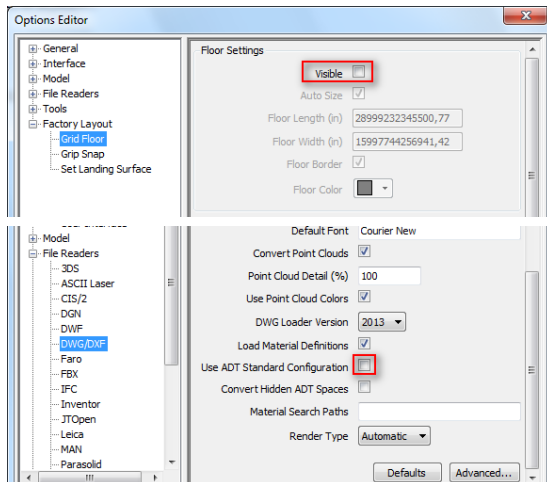 Options Editor
General
Interface
Model
File Readers
Tools
Factory Layout
Grid Floor
Grip Snap
Set Landing Surface
Floor Settings
Visible
Auto Size
Floor Length (in) 28999232345500,77
Floor Width (in) 15997744256941,42
Floor Border
Floor Color
Model
File Readers
3DS
ASCII Laser
CIS/2
DGN
DWF
DWG/DXF
Faro
FBX
IFC
Inventor
JTOpen
Leica
MAN
Parasolid
Default Font Courier New
Convert Point Clouds
Point Cloud Detail (%) 100
Use Point Cloud Colors
DWG Loader Version 2013
Load Material Definitions
Use ADT Standard Configuration
Convert Hidden ADT Spaces
Material Search Paths
Render Type Automatic
Defaults Advanced...